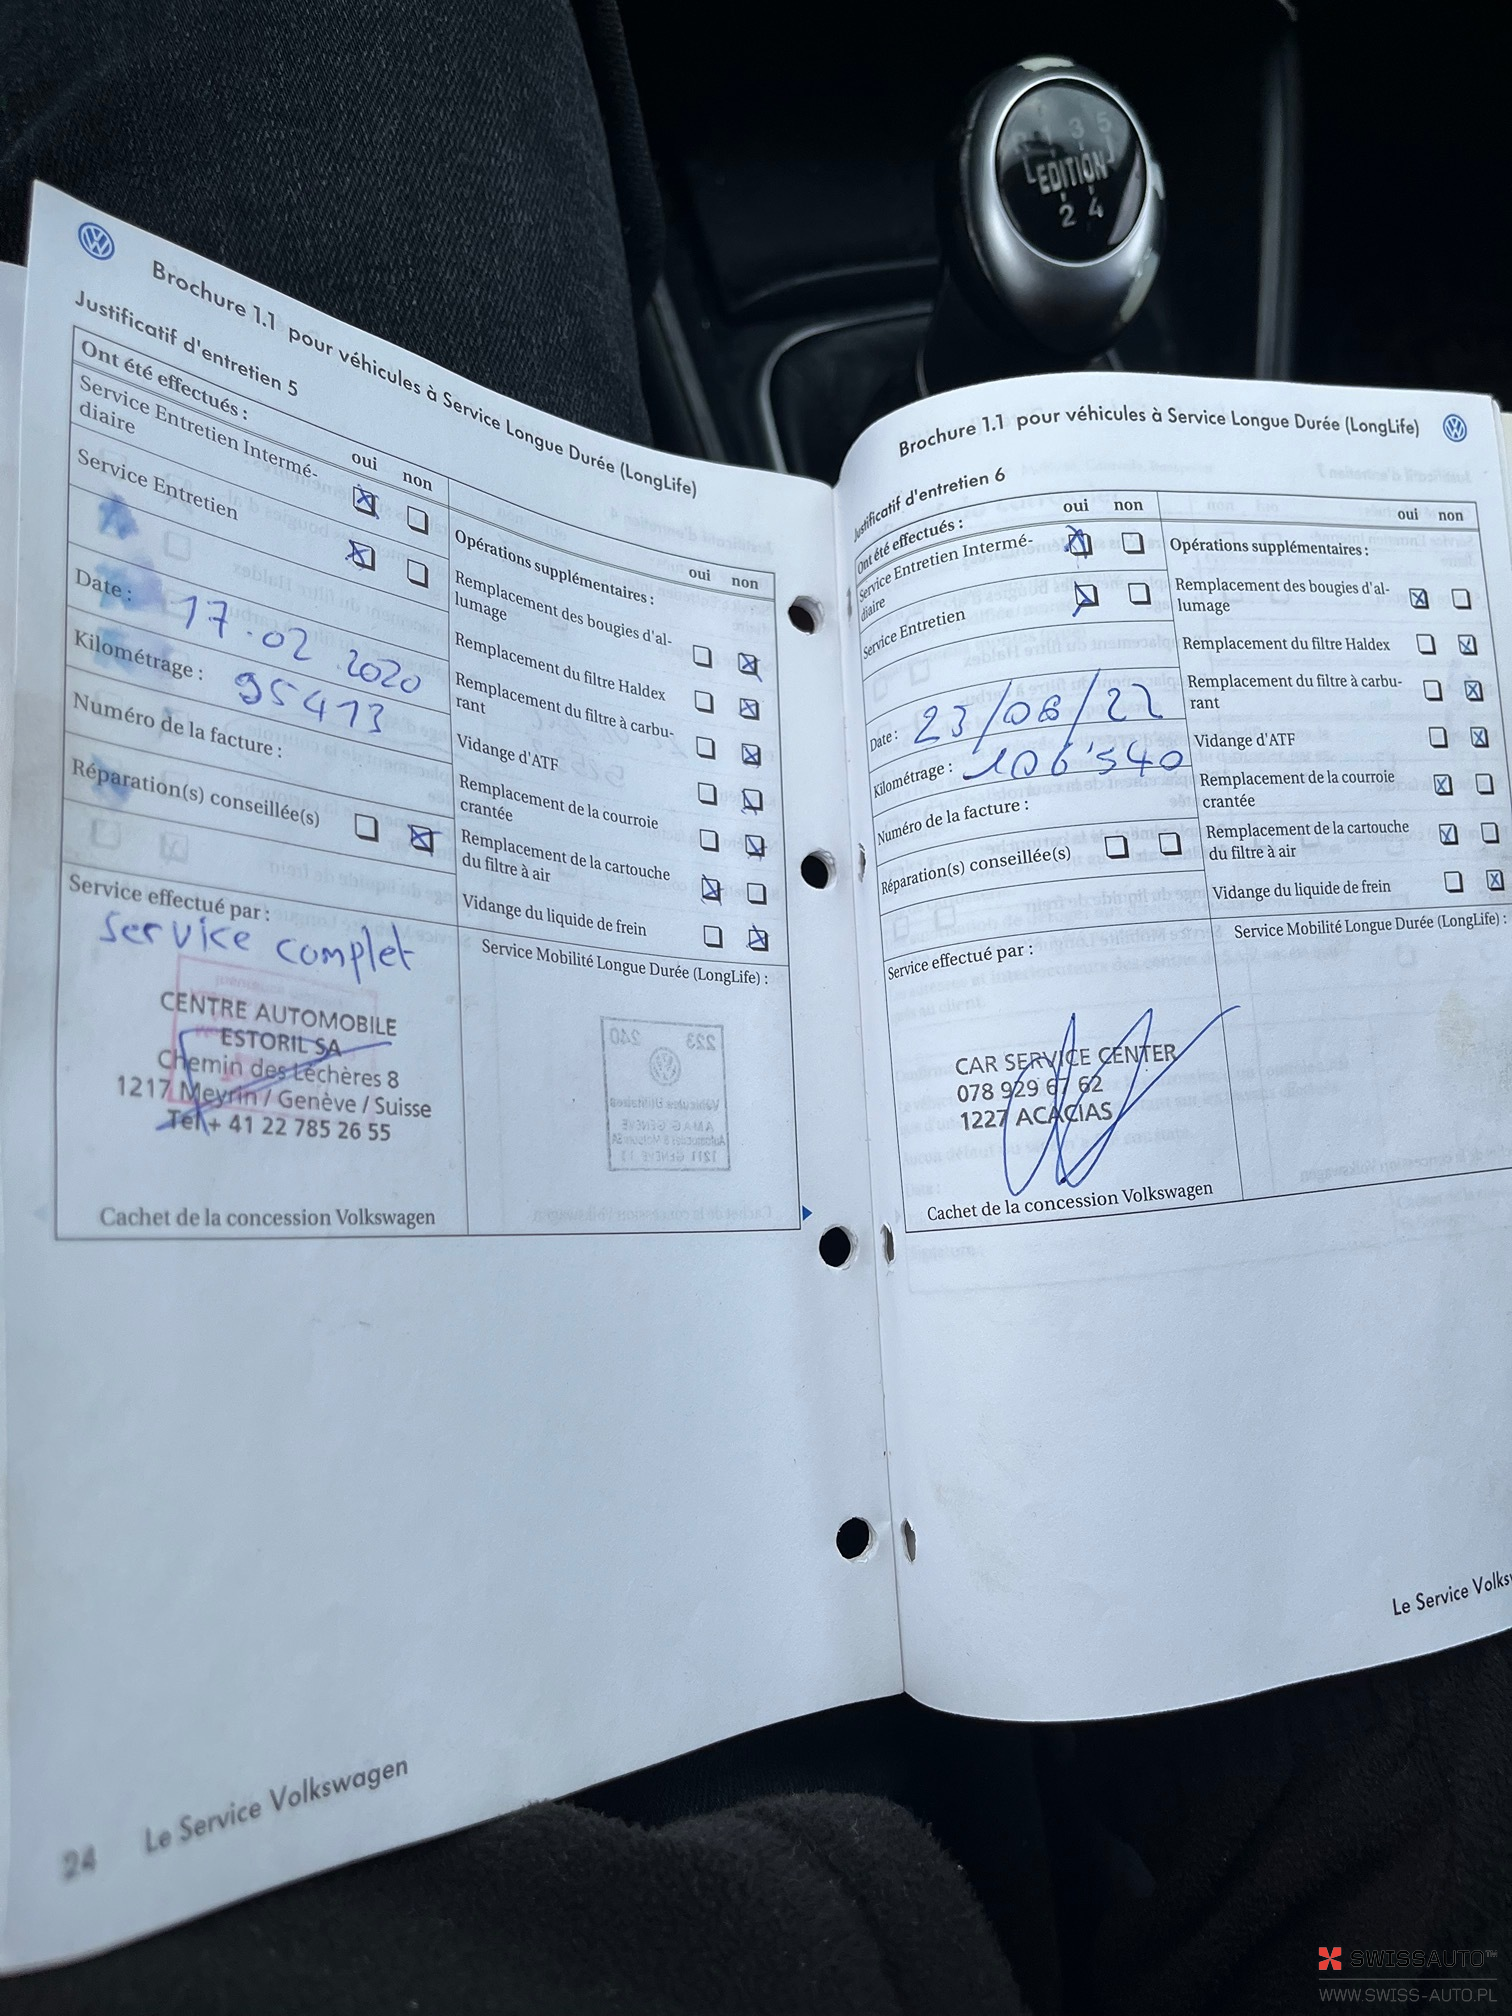 1 3 5
EDITION
2 4
Brochure 1.1 pour véhicules à Service Longue Durée (LongLife)
Justificatif d'entretien 5
Ont été effectués :
oui non
Service Entretien Intermé-
diaire
Service Entretien
Date : 17.02.2020
Kilométrage : 95413
Numéro de la facture :
Réparation(s) conseillée(s)
Service effectué par :
Service complet
CENTRE AUTOMOBILE
ESTORIL SA
Chemin des Léchères 8
1217 Meyrin / Genève / Suisse
Tél + 41 22 785 26 55
Cachet de la concession Volkswagen
oui non
Opérations supplémentaires :
Remplacement des bougies d'al-
lumage
Remplacement du filtre Haldex
Remplacement du filtre à carbu-
rant
Vidange d'ATF
Remplacement de la courroie
crantée
Remplacement de la cartouche
du filtre à air
Vidange du liquide de frein
Service Mobilité Longue Durée (LongLife) :
24 Le Service Volkswagen
Brochure 1.1 pour véhicules à Service Longue Durée (LongLife)
Justificatif d'entretien 6
Ont été effectués :
oui non
Service Entretien Intermé-
diaire
Service Entretien
Date : 23/06/22
Kilométrage : 106'540
Numéro de la facture :
Réparation(s) conseillée(s)
Service effectué par :
CAR SERVICE CENTER
078 929 67 62
1227 ACACIAS
Cachet de la concession Volkswagen
oui non
Opérations supplémentaires :
Remplacement des bougies d'al-
lumage
Remplacement du filtre Haldex
Remplacement du filtre à carbu-
rant
Vidange d'ATF
Remplacement de la courroie
crantée
Remplacement de la cartouche
du filtre à air
Vidange du liquide de frein
Service Mobilité Longue Durée (LongLife) :
Le Service Volksw
SWISSAUTO™
WWW.SWISS-AUTO.PL